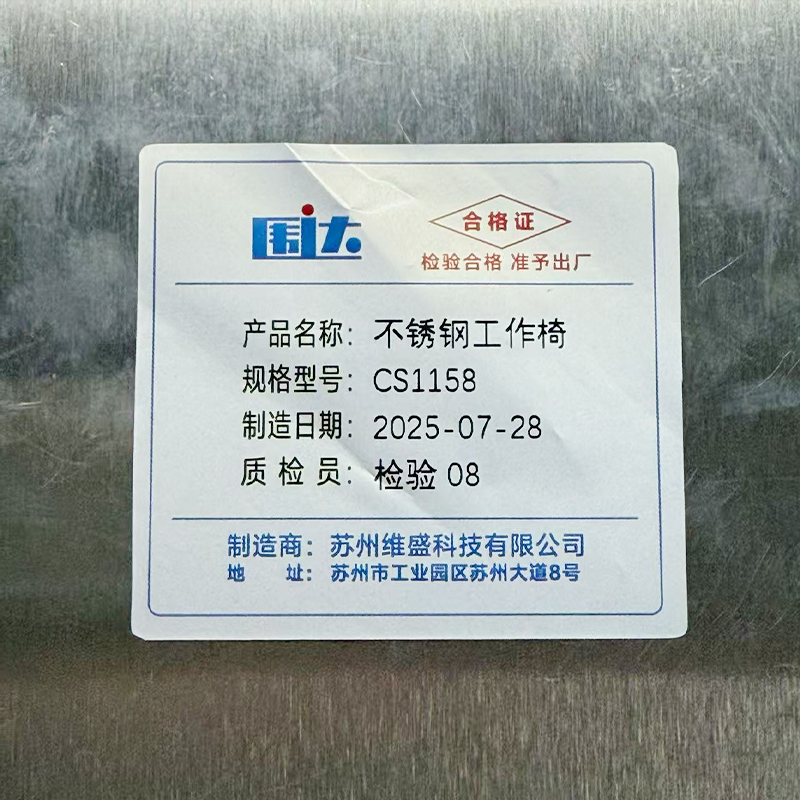 围达
合格证
检验合格 准予出厂
产品名称：不锈钢工作椅
规格型号：CS1158
制造日期：2025-07-28
质检员：检验 08
制造商：苏州维盛科技有限公司
地址：苏州市工业园区苏州大道8号